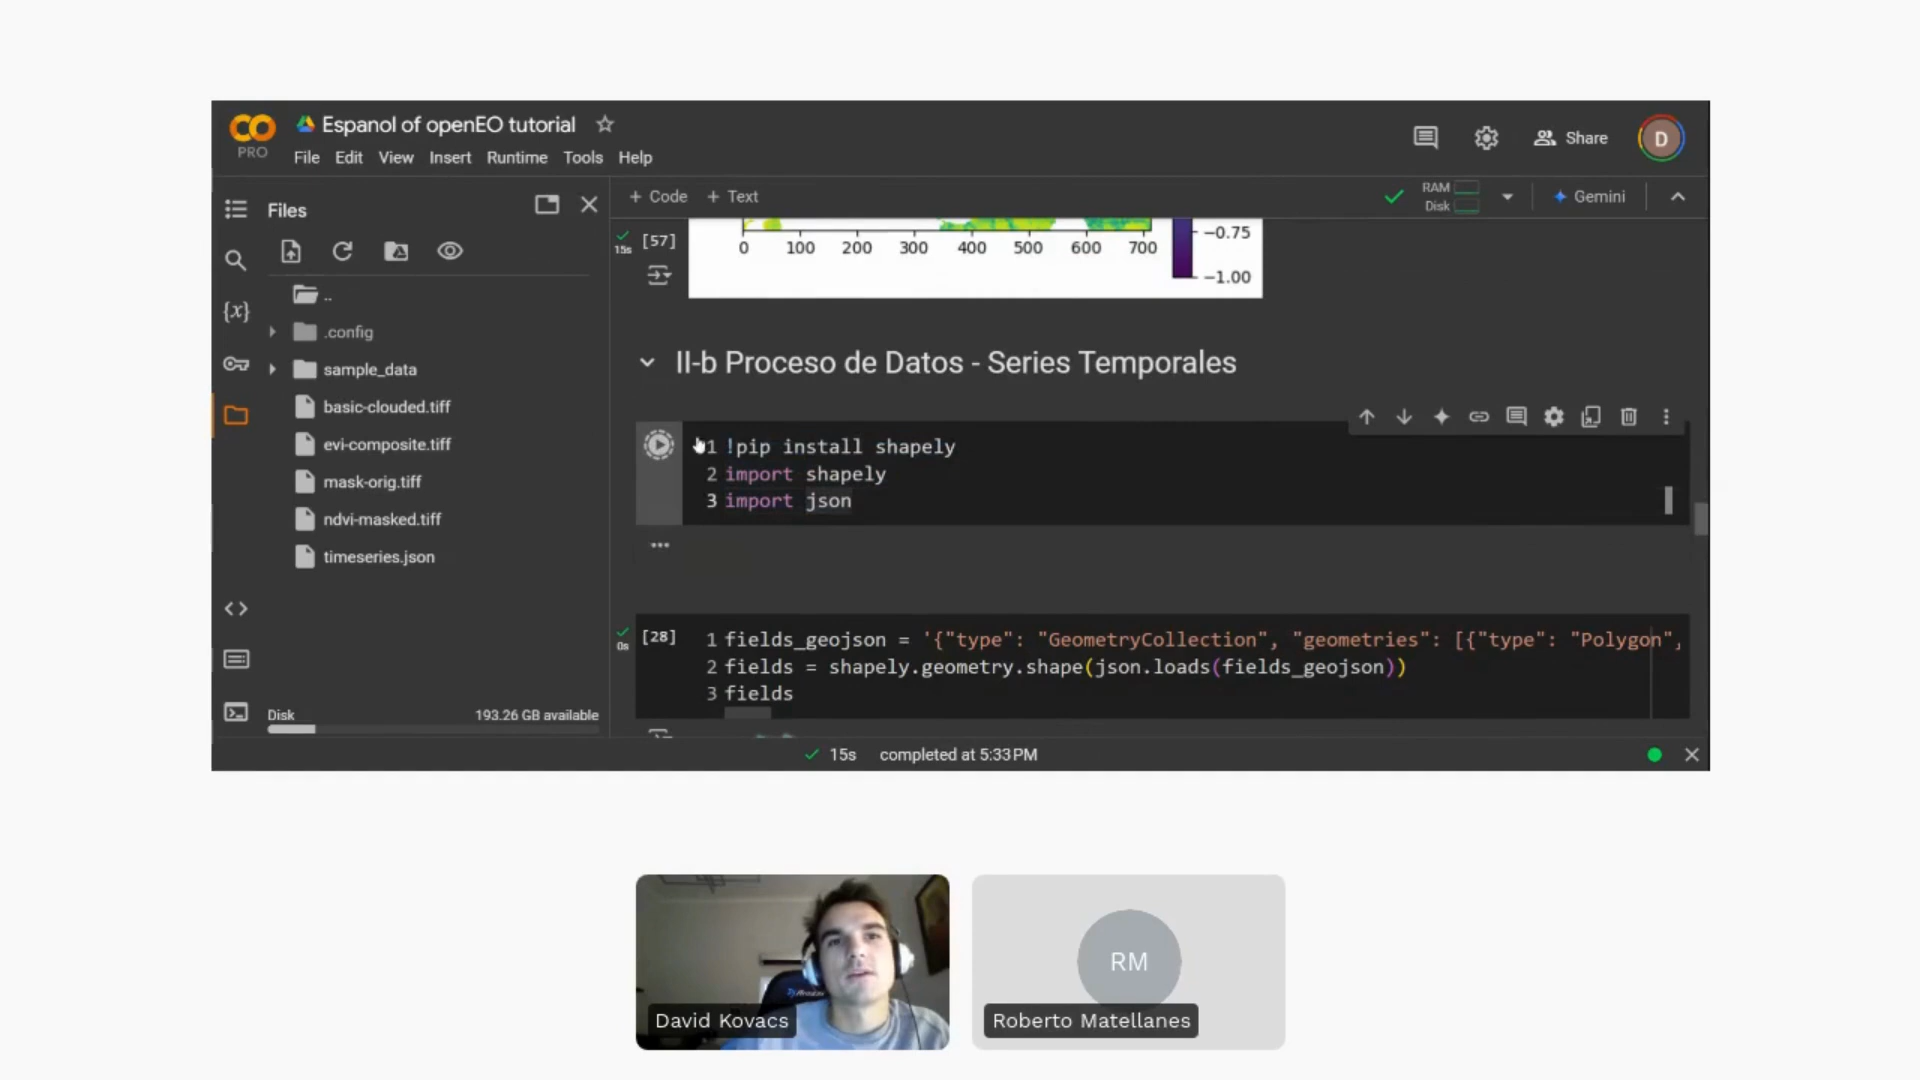 PRO
Espanol of openEO tutorial
File Edit View Insert Runtime Tools Help
Share
D
Files
+ Code + Text
RAM
Disk
Gemini
..
.config
sample_data
basic-clouded.tiff
evi-composite.tiff
mask-orig.tiff
ndvi-masked.tiff
timeseries.json
Disk 193.26 GB available
15s
[57]
0 100 200 300 400 500 600 700
−0.75
−1.00
II-b Proceso de Datos - Series Temporales
1 !pip install shapely
2 import shapely
3 import json
0s
[28]
1 fields_geojson = '{"type": "GeometryCollection", "geometries": [{"type": "Polygon",
2 fields = shapely.geometry.shape(json.loads(fields_geojson))
3 fields
15s completed at 5:33 PM
David Kovacs
RM
Roberto Matellanes